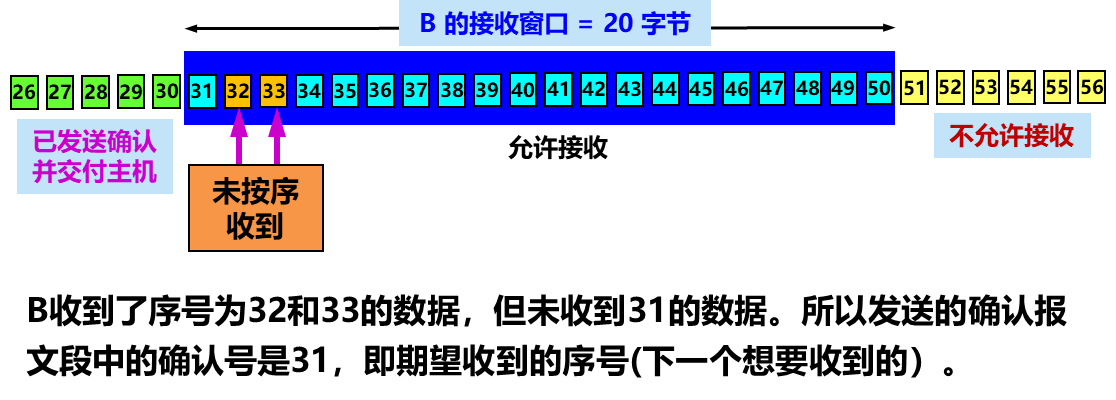 B 的接收窗口 = 20 字节
26 27 28 29 30 31 32 33 34 35 36 37 38 39 40 41 42 43 44 45 46 47 48 49 50 51 52 53 54 55 56
已发送确认
并交付主机
允许接收
不允许接收
未按序
收到
B收到了序号为32和33的数据，但未收到31的数据。所以发送的确认报
文段中的确认号是31，即期望收到的序号(下一个想要收到的）。